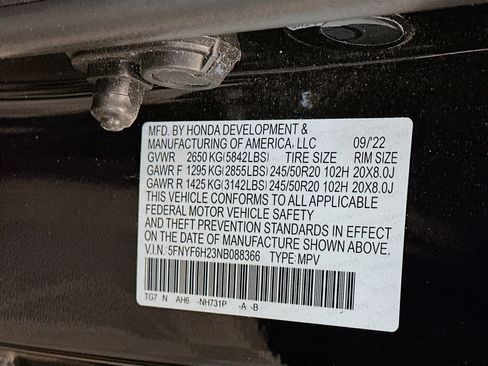 MFD. BY HONDA DEVELOPMENT &
MANUFACTURING OF AMERICA, LLC 09/'22
GVWR 2650 KG(5842LBS) TIRE SIZE RIM SIZE
GAWR F 1295 KG(2855LBS) 245/50R20 102H 20X8.0J
GAWR R 1425 KG(3142LBS) 245/50R20 102H 20X8.0J
THIS VEHICLE CONFORMS TO ALL APPLICABLE
FEDERAL MOTOR VEHICLE SAFETY
AND THEFT PREVENTION STANDARDS IN EFFECT
ON THE DATE OF MANUFACTURE SHOWN ABOVE.
V.I.N.: 5FNYF6H23NB088366 TYPE: MPV
TG7 N AH6 -NH731P -A -B